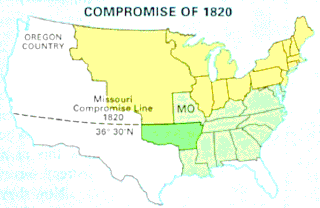 COMPROMISE OF 1820
OREGON
COUNTRY
Missouri
Compromise Line
1820
36° 30'N
MO